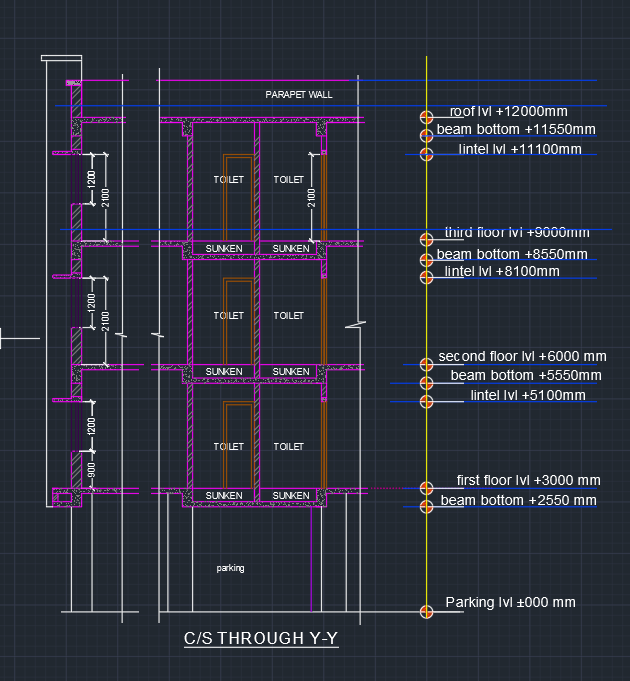 PARAPET WALL
roof lvl +12000mm
beam bottom +11550mm
lintel lvl +11100mm
TOILET TOILET
1200
2100
2100
third floor lvl +9000mm
SUNKEN SUNKEN
beam bottom +8550mm
lintel lvl +8100mm
1200
2100
TOILET TOILET
second floor lvl +6000 mm
SUNKEN SUNKEN
beam bottom +5550mm
lintel lvl +5100mm
1200
TOILET TOILET
900
first floor lvl +3000 mm
SUNKEN SUNKEN
beam bottom +2550 mm
parking
Parking lvl ±000 mm
C/S THROUGH Y-Y